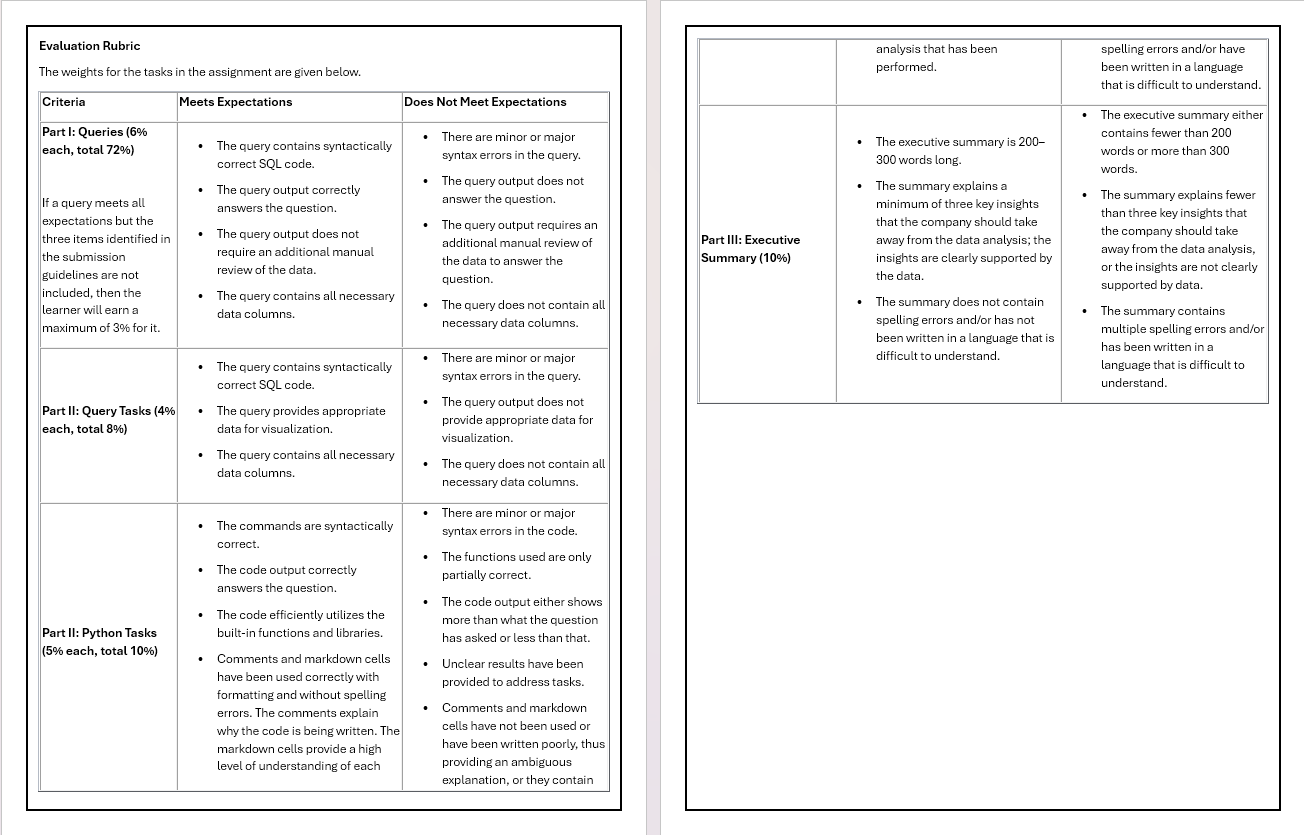 Evaluation Rubric
The weights for the tasks in the assignment are given below.
Criteria
Meets Expectations
Does Not Meet Expectations
Part I: Queries (6%
each, total 72%)
If a query meets all
expectations but the
three items identified in
the submission
guidelines are not
included, then the
learner will earn a
maximum of 3% for it.
• The query contains syntactically
correct SQL code.
• The query output correctly
answers the question.
• The query output does not
require an additional manual
review of the data.
• The query contains all necessary
data columns.
• There are minor or major
syntax errors in the query.
• The query output does not
answer the question.
• The query output requires an
additional manual review of
the data to answer the
question.
• The query does not contain all
necessary data columns.
Part II: Query Tasks (4%
each, total 8%)
• The query contains syntactically
correct SQL code.
• The query provides appropriate
data for visualization.
• The query contains all necessary
data columns.
• There are minor or major
syntax errors in the query.
• The query output does not
provide appropriate data for
visualization.
• The query does not contain all
necessary data columns.
Part II: Python Tasks
(5% each, total 10%)
• The commands are syntactically
correct.
• The code output correctly
answers the question.
• The code efficiently utilizes the
built-in functions and libraries.
• Comments and markdown cells
have been used correctly with
formatting and without spelling
errors. The comments explain
why the code is being written. The
markdown cells provide a high
level of understanding of each
• There are minor or major
syntax errors in the code.
• The functions used are only
partially correct.
• The code output either shows
more than what the question
has asked or less than that.
• Unclear results have been
provided to address tasks.
• Comments and markdown
cells have not been used or
have been written poorly, thus
providing an ambiguous
explanation, or they contain
analysis that has been
performed.
spelling errors and/or have
been written in a language
that is difficult to understand.
Part III: Executive
Summary (10%)
• The executive summary is 200–
300 words long.
• The summary explains a
minimum of three key insights
that the company should take
away from the data analysis; the
insights are clearly supported by
the data.
• The summary does not contain
spelling errors and/or has not
been written in a language that is
difficult to understand.
• The executive summary either
contains fewer than 200
words or more than 300
words.
• The summary explains fewer
than three key insights that
the company should take
away from the data analysis,
or the insights are not clearly
supported by data.
• The summary contains
multiple spelling errors and/or
has been written in a
language that is difficult to
understand.